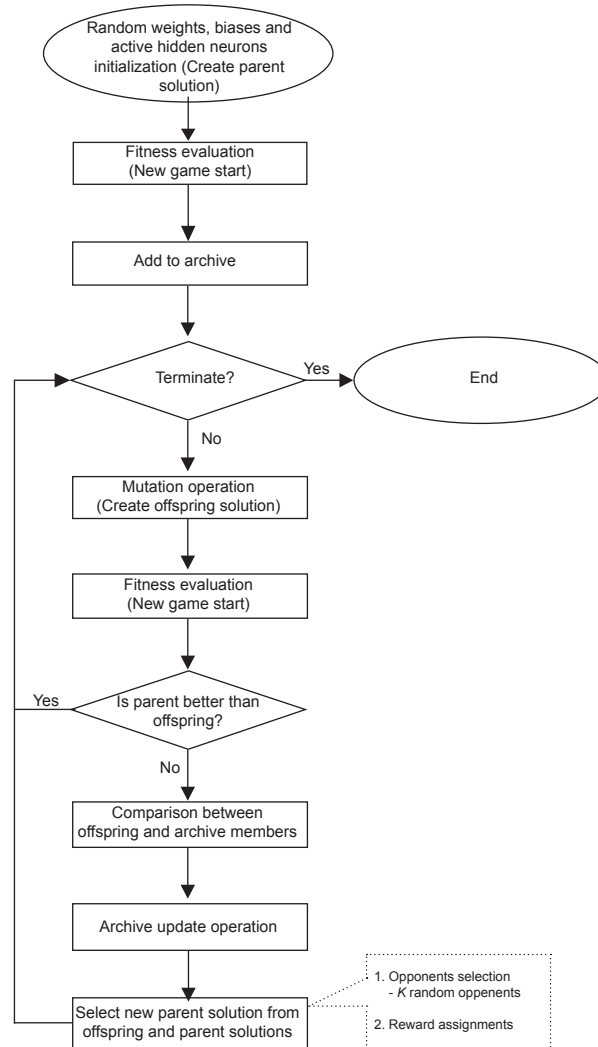 Random weights, biases and
active hidden neurons
initialization (Create parent
solution)
Fitness evaluation
(New game start)
Add to archive
Terminate?
Yes
End
No
Mutation operation
(Create offspring solution)
Fitness evaluation
(New game start)
Is parent better than
offspring?
Yes
No
Comparison between
offspring and archive members
Archive update operation
Select new parent solution from
offspring and parent solutions
1. Opponents selection
- K random oppenents
2. Reward assignments